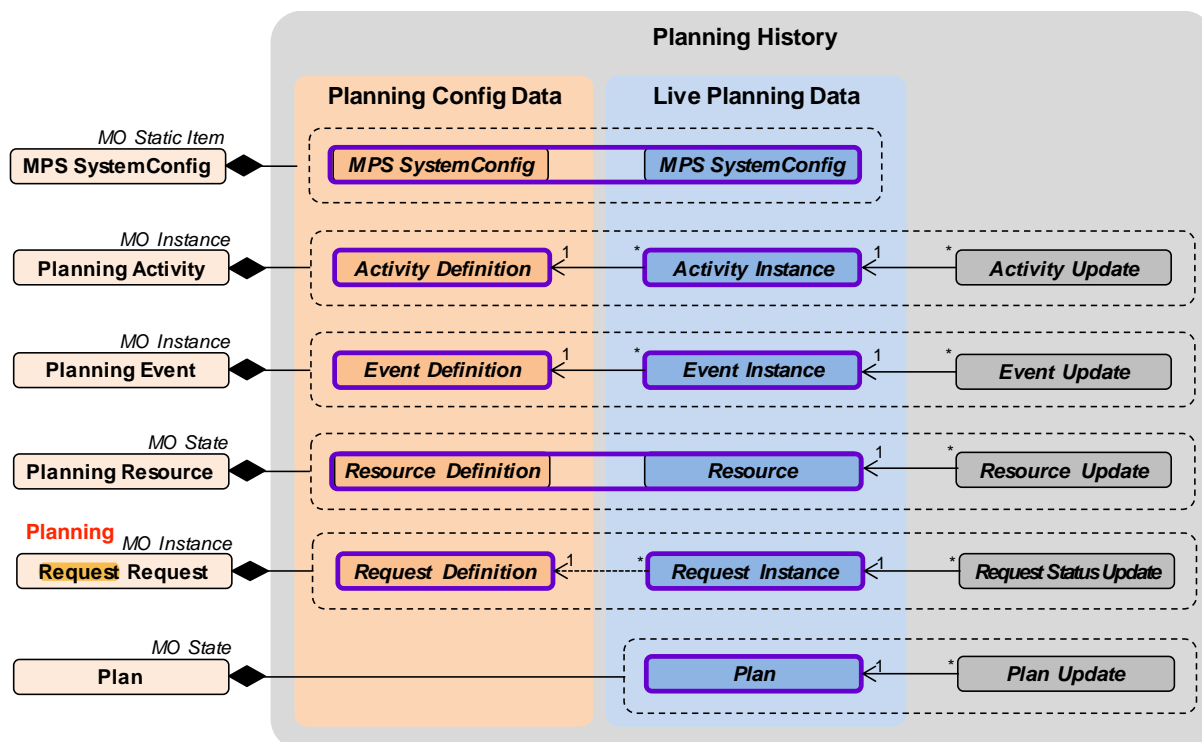 Planning History
Planning Config Data
Live Planning Data
MO Static Item
MPS SystemConfig
MPS SystemConfig
MPS SystemConfig
MO Instance
Planning Activity
Activity Definition
1
*
Activity Instance
1
*
Activity Update
MO Instance
Planning Event
Event Definition
1
*
Event Instance
1
*
Event Update
MO State
Planning Resource
Resource Definition
Resource
1
*
Resource Update
Planning
MO Instance
Request Request
Request Definition
1
*
Request Instance
1
*
Request Status Update
MO State
Plan
Plan
1
*
Plan Update